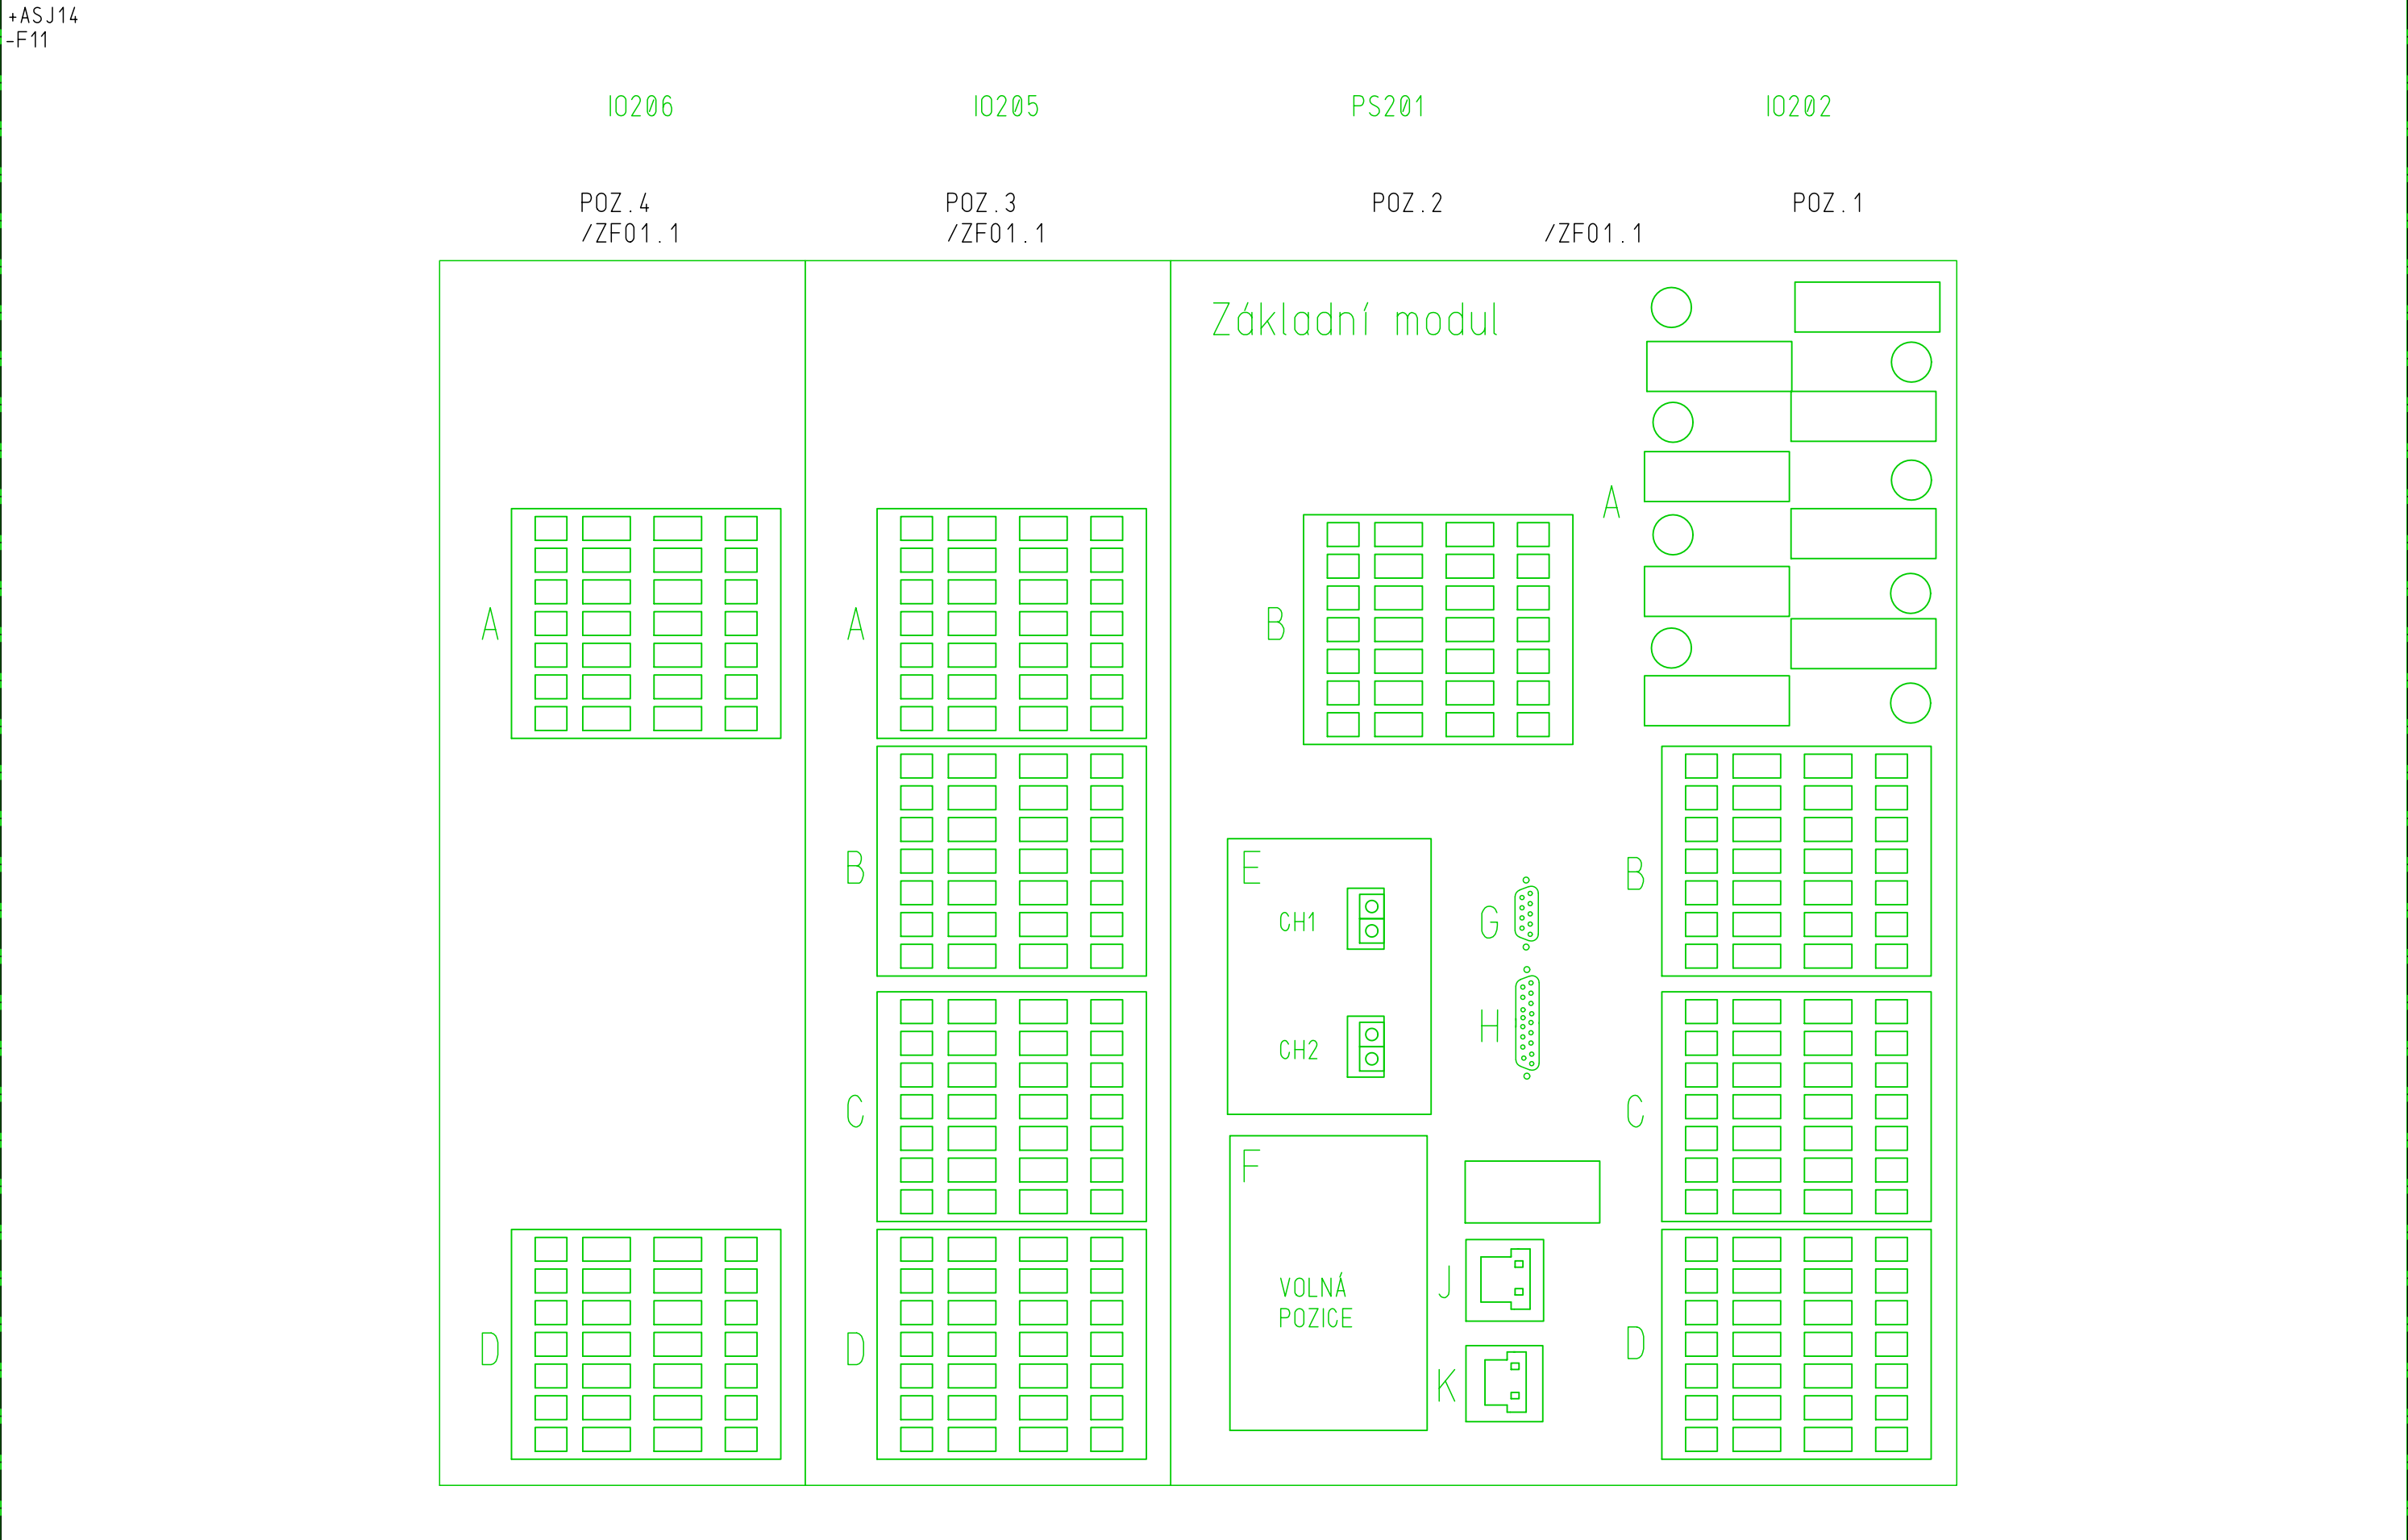 +ASJ14
-F11
IO206 IO205 PS201 IO202
POZ.4 POZ.3 POZ.2 POZ.1
/ZF01.1 /ZF01.1 /ZF01.1
Základní modul
A
A A B
B E B
G
CH1
H
CH2
C C
F
J
VOLNÁ
POZICE
D D D
K